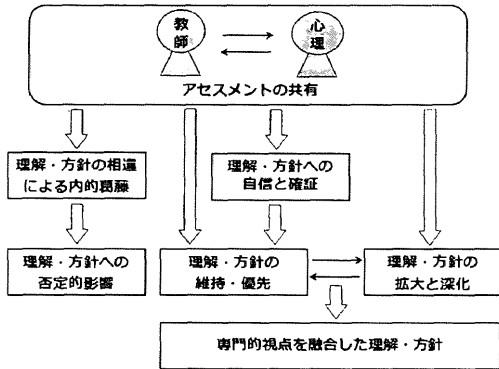 教
師
心
理
アセスメントの共有
理解・方針の相違
による内的葛藤
理解・方針への
自信と確証
理解・方針への
否定的影響
理解・方針の
維持・優先
理解・方針の
拡大と深化
専門的視点を融合した理解・方針